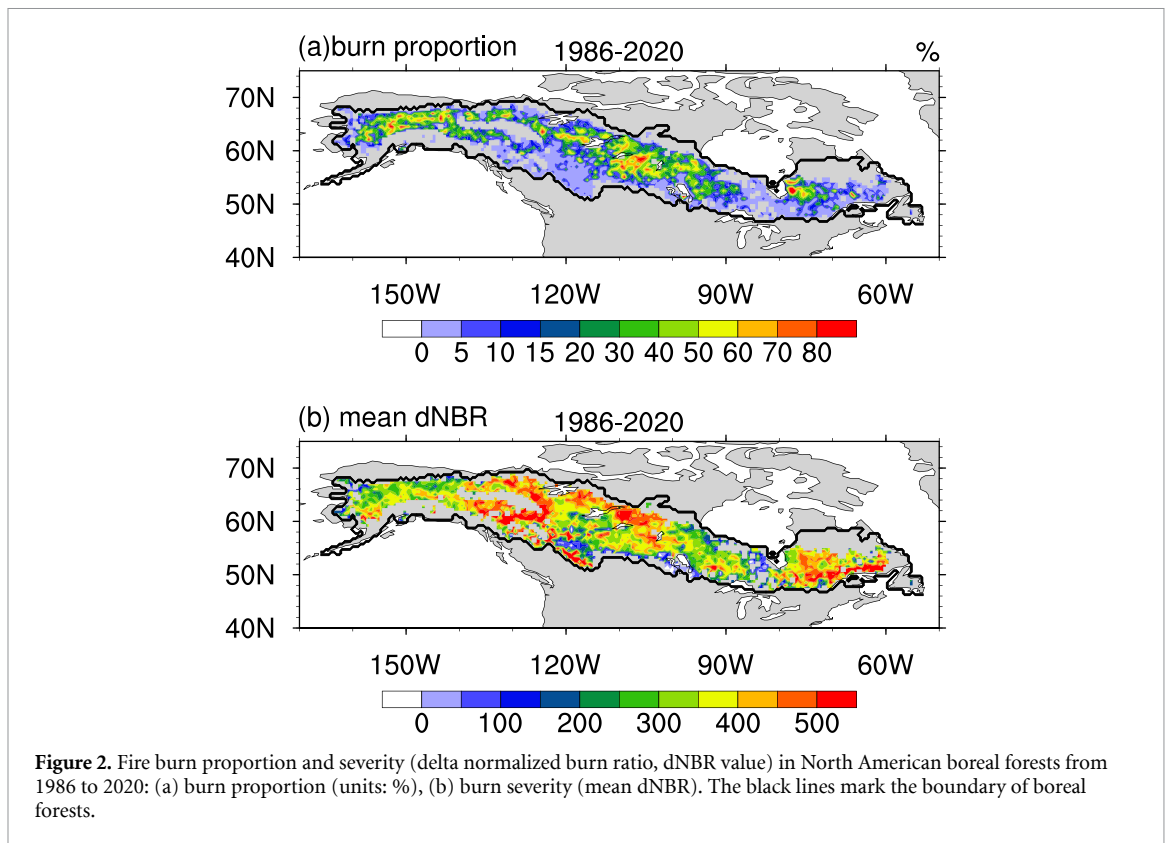 (a)burn proportion 1986-2020 %
70N
60N
50N
40N
150W 120W 90W 60W
0 5 10 15 20 30 40 50 60 70 80
(b) mean dNBR 1986-2020
70N
60N
50N
40N
150W 120W 90W 60W
0 100 200 300 400 500
Figure 2. Fire burn proportion and severity (delta normalized burn ratio, dNBR value) in North American boreal forests from
1986 to 2020: (a) burn proportion (units: %), (b) burn severity (mean dNBR). The black lines mark the boundary of boreal
forests.